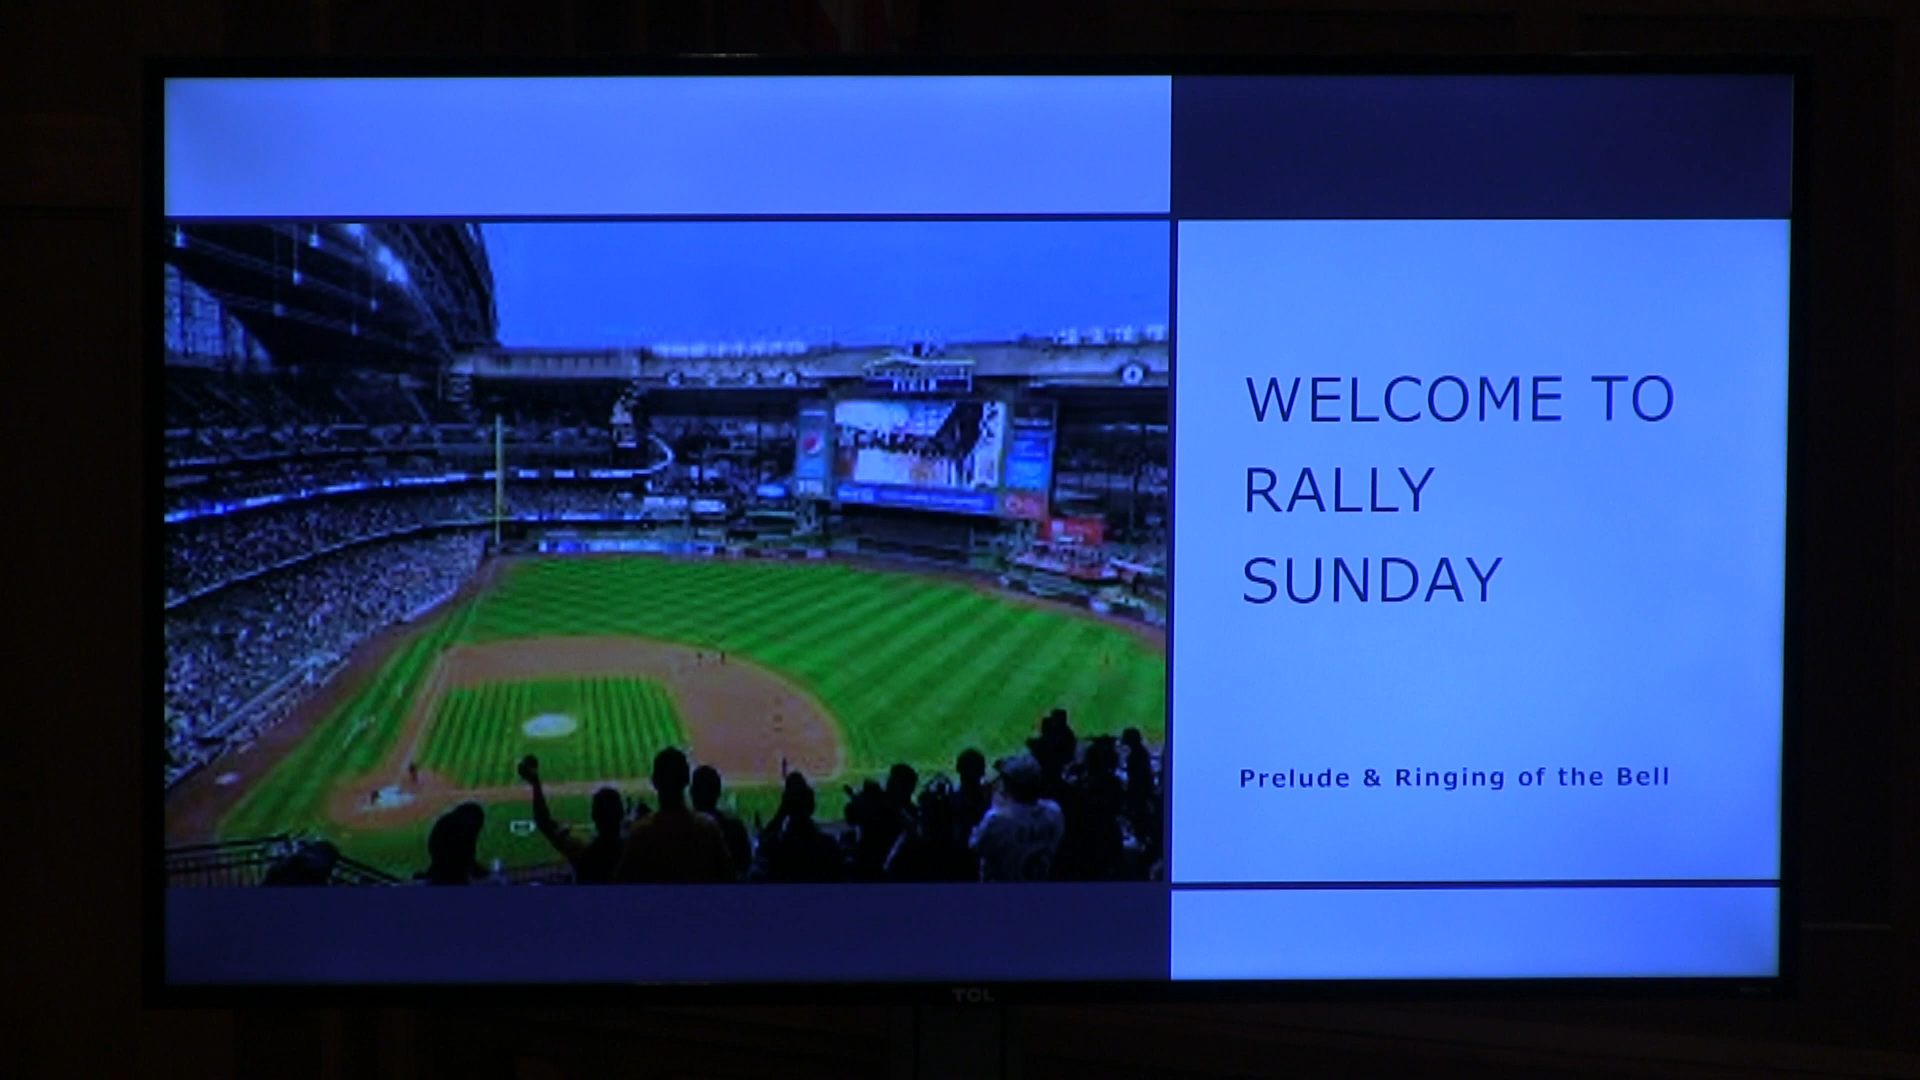 WELCOME TO
RALLY
SUNDAY
Prelude & Ringing of the Bell
TCL